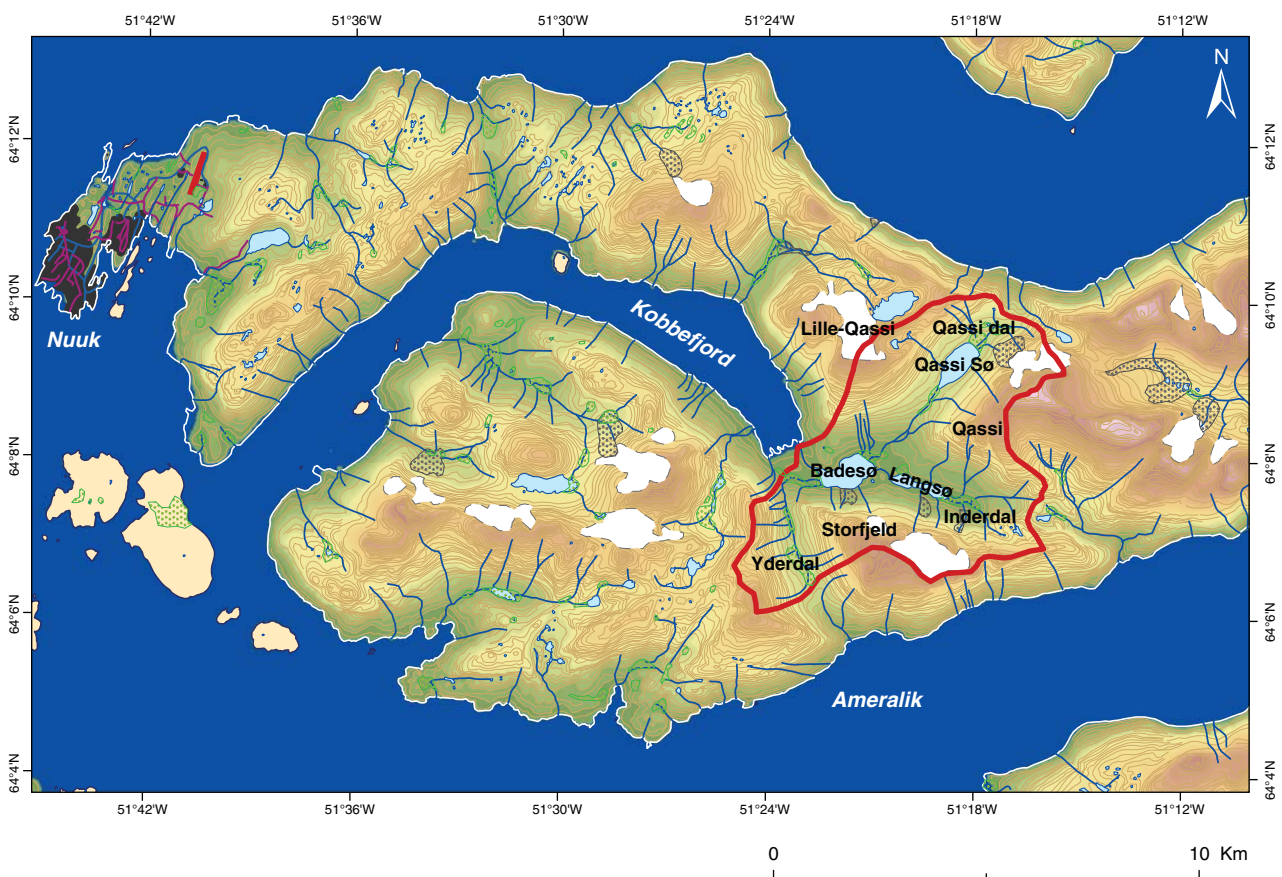 51°42'W 51°36'W 51°30'W 51°24'W 51°18'W 51°12'W
N
64°12'N 64°12'N
64°10'N 64°10'N
Kobbefjord
Lille-Qassi Qassi dal
Nuuk
Qassi Sø
Qassi
64°8'N 64°8'N
Badesø Langsø
Inderdal
Storfjeld
Yderdal
64°6'N 64°6'N
Ameralik
64°4'N 64°4'N
51°42'W 51°36'W 51°30'W 51°24'W 51°18'W 51°12'W
0 10 Km